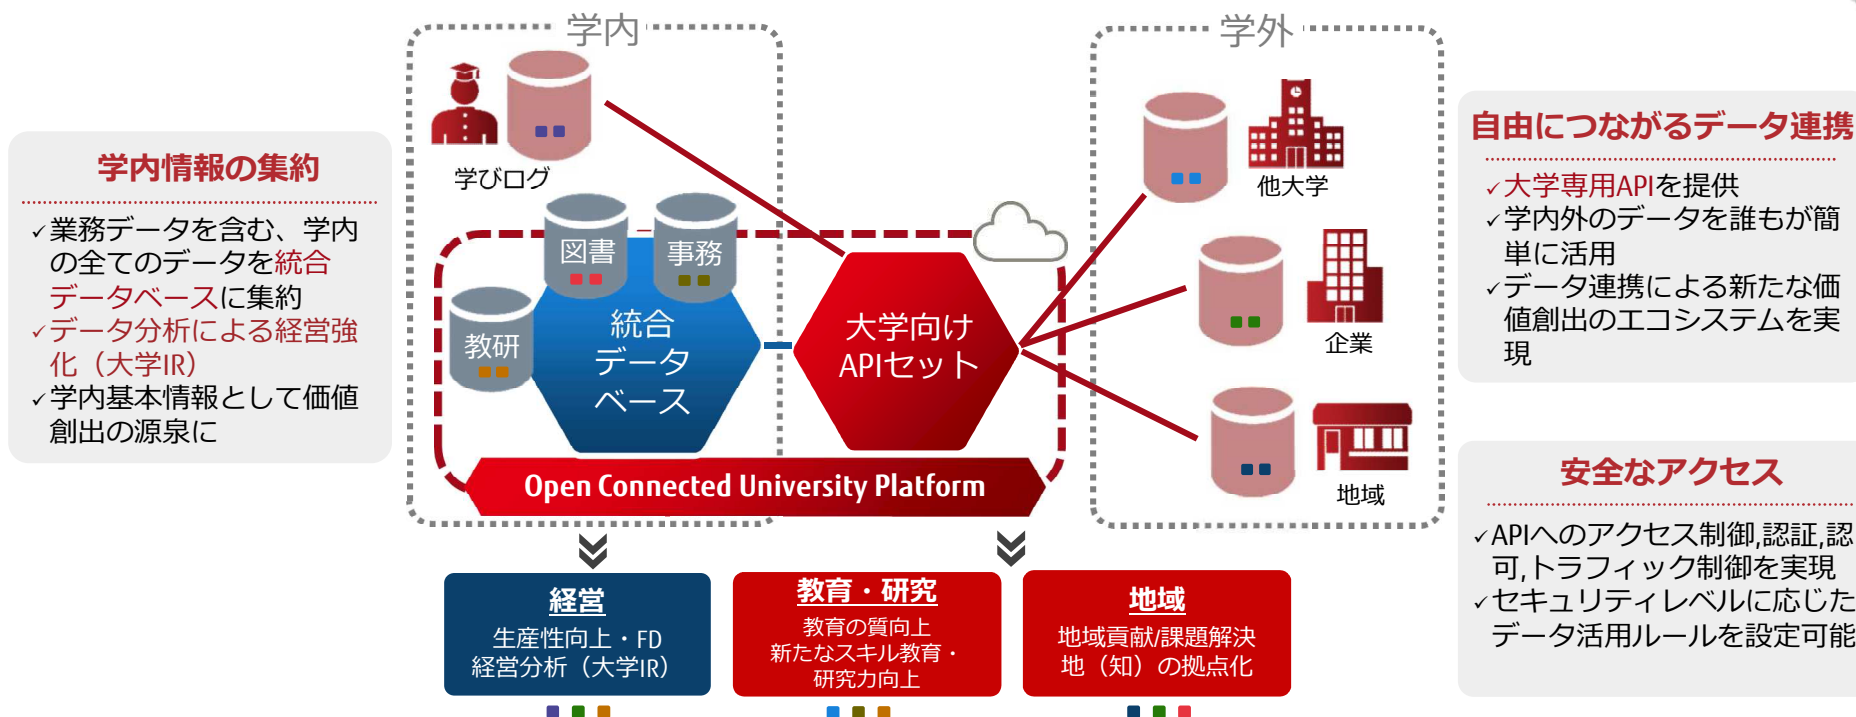 学内
学外
学びログ
図書
事務
教研
統合
データ
ベース
大学向け
APIセット
Open Connected University Platform
他大学
企業
地域
学内情報の集約
✓業務データを含む、学内
の全てのデータを統合
データベースに集約
✓データ分析による経営強
化（大学IR）
✓学内基本情報として価値
創出の源泉に
自由につながるデータ連携
✓大学専用APIを提供
✓学内外のデータを誰もが簡
単に活用
✓データ連携による新たな価
値創出のエコシステムを実
現
安全なアクセス
✓APIへのアクセス制御,認証,認
可,トラフィック制御を実現
✓セキュリティレベルに応じた
データ活用ルールを設定可能
経営
生産性向上・FD
経営分析（大学IR）
教育・研究
教育の質向上
新たなスキル教育・
研究力向上
地域
地域貢献/課題解決
地（知）の拠点化